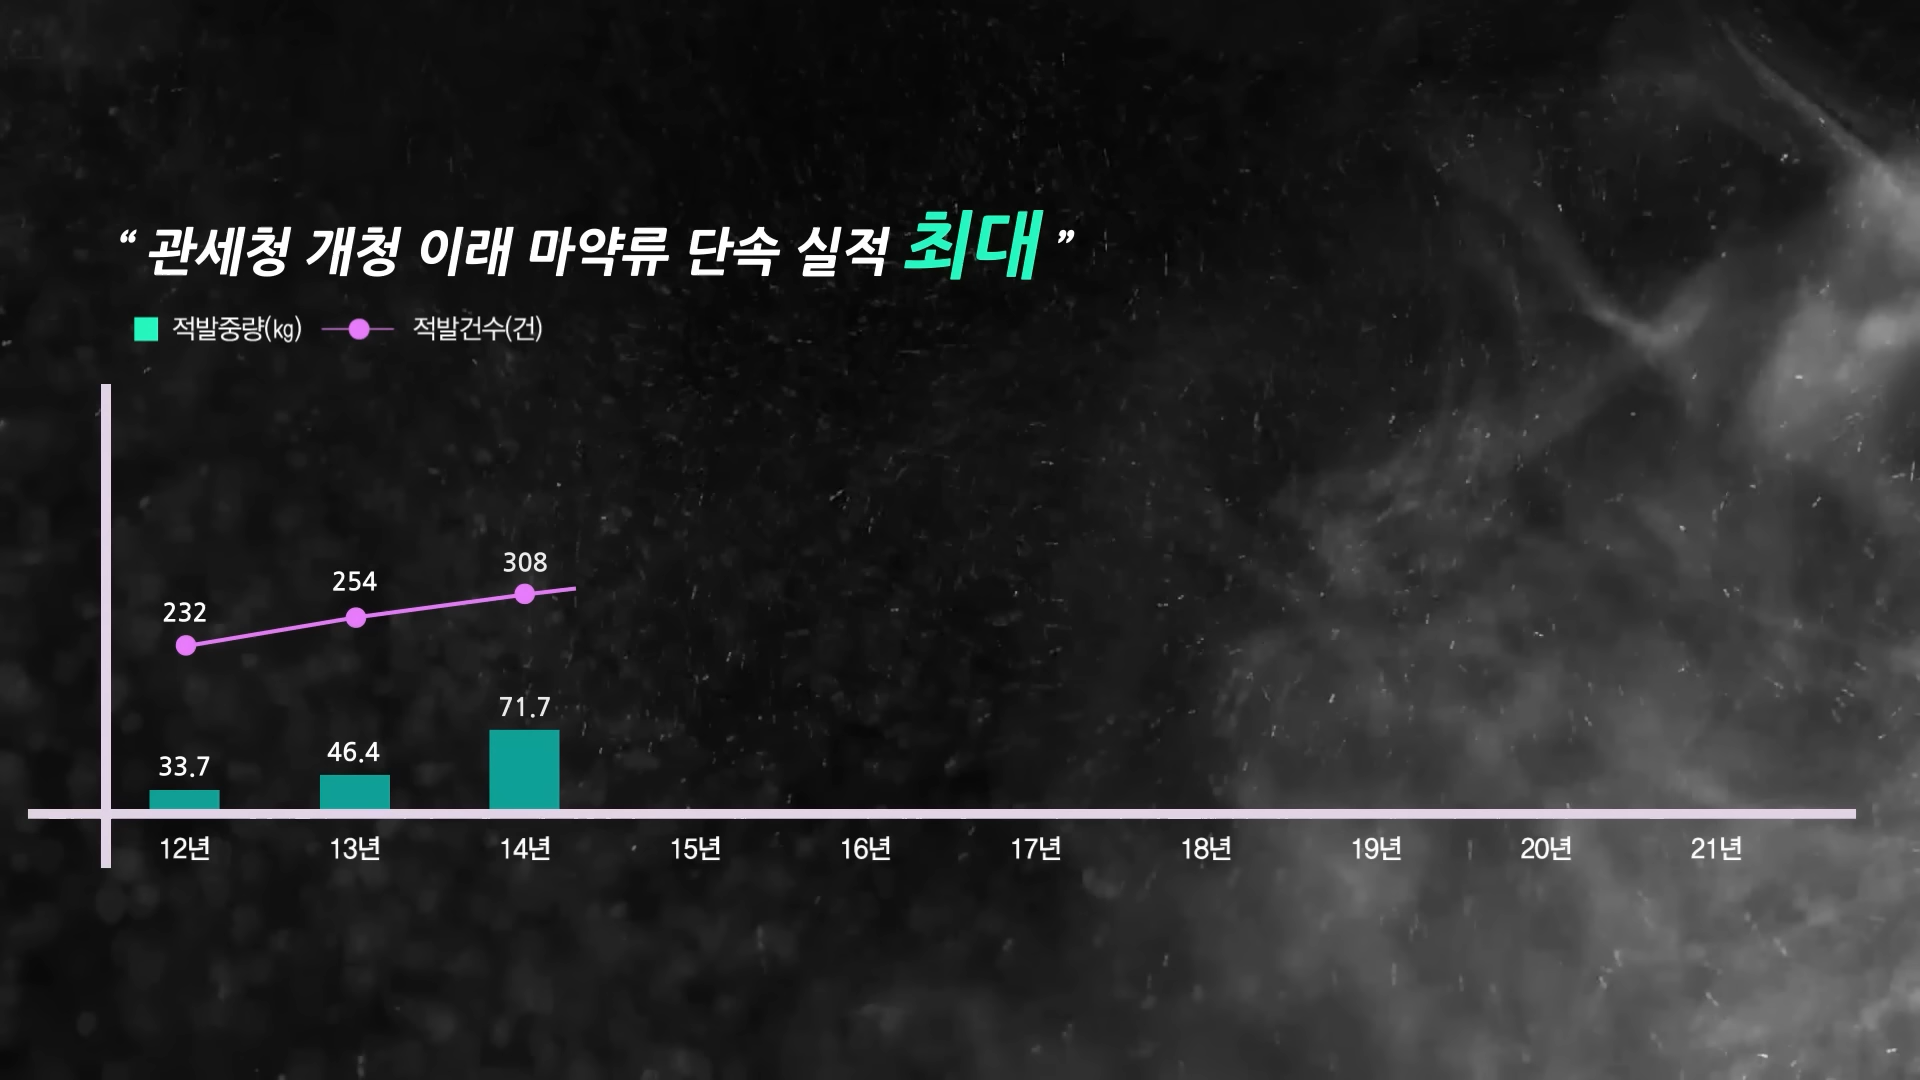 “ 관세청 개청 이래 마약류 단속 실적 최대 ”
적발중량(㎏) 적발건수(건)
308
254
232
71.7
46.4
33.7
12년 13년 14년 15년 16년 17년 18년 19년 20년 21년